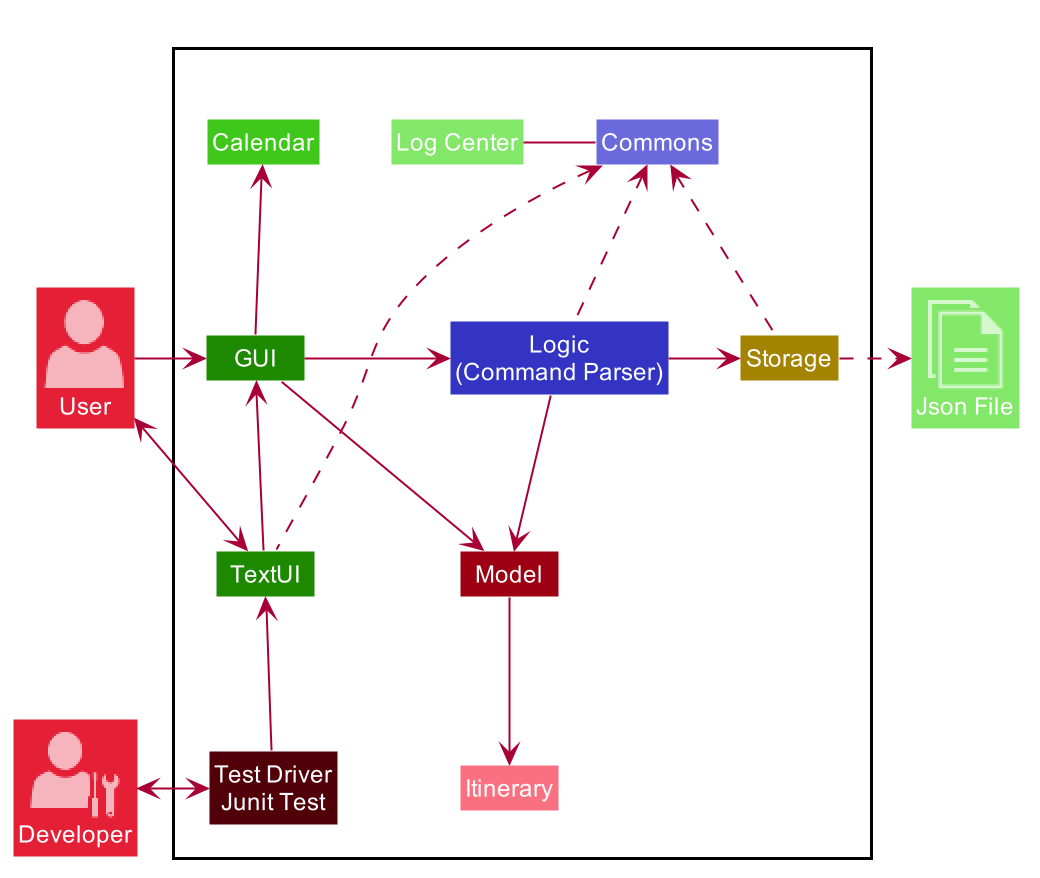 Calendar
Log Center
Commons
User
GUI
Logic
(Command Parser)
Storage
Json File
TextUI
Model
Developer
Test Driver
Junit Test
Itinerary